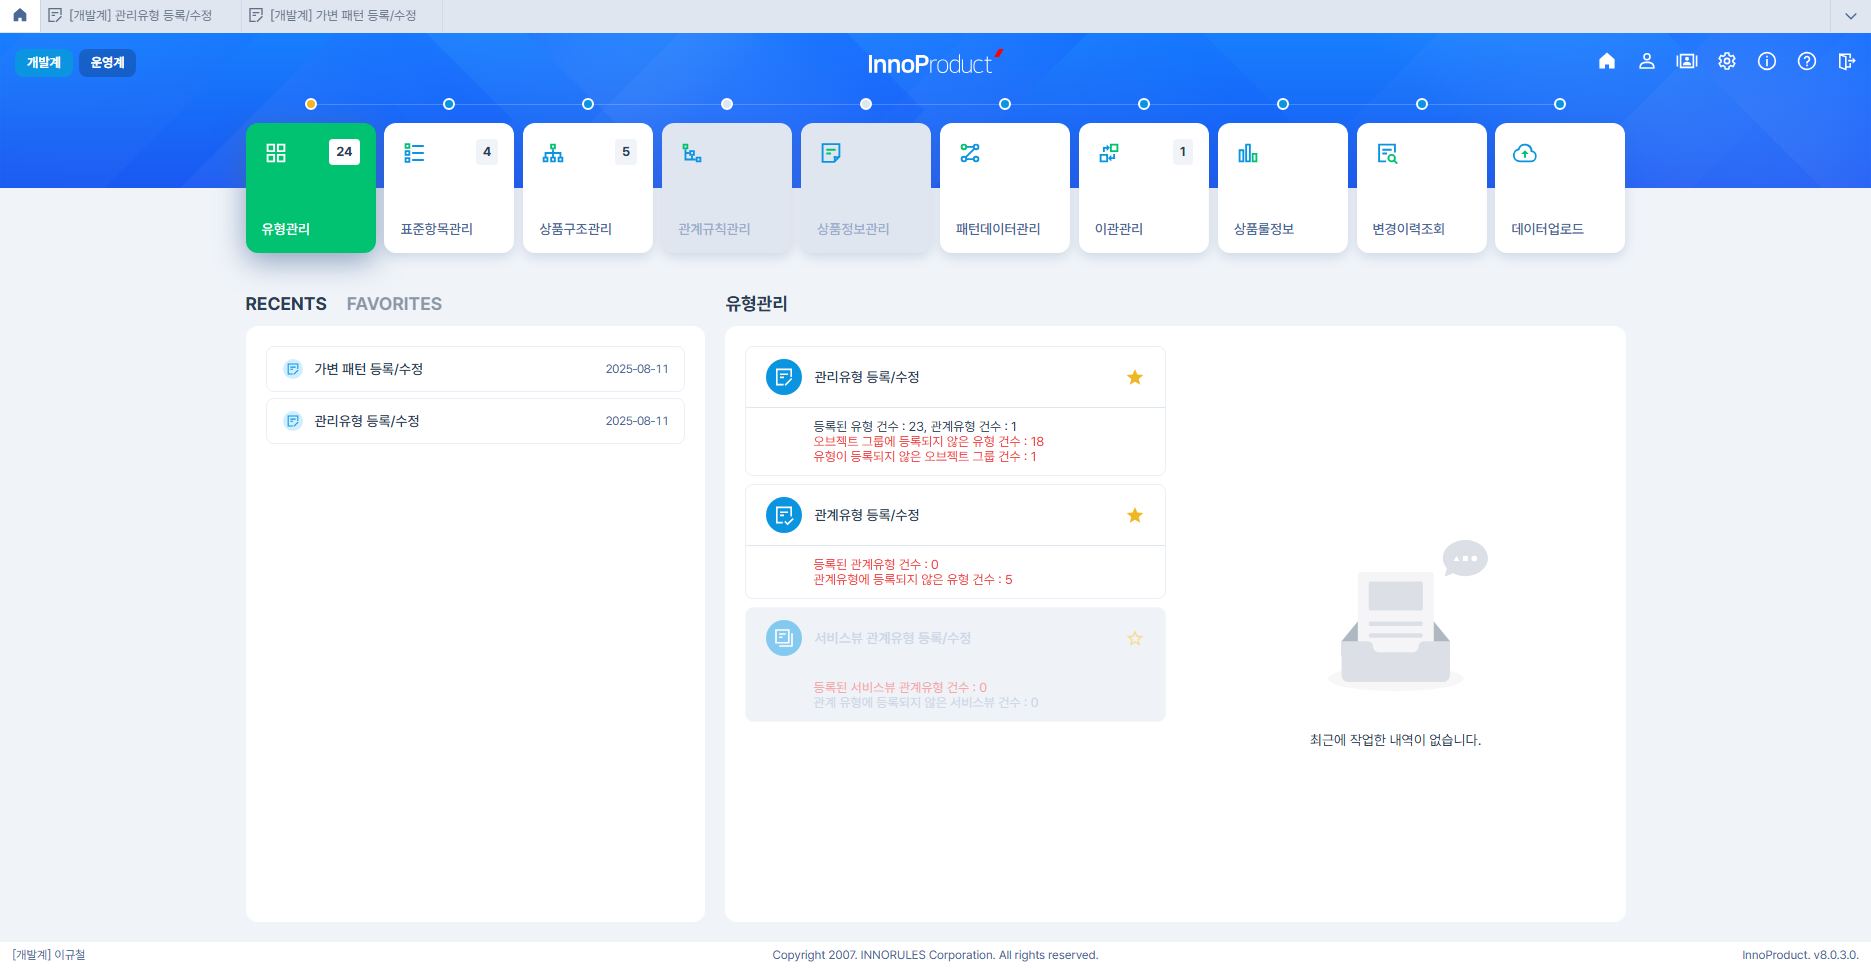 [개발계] 관리유형 등록/수정
[개발계] 가변 패턴 등록/수정
개발계
운영계
InnoProduct
24
유형관리
4
표준항목관리
5
상품구조관리
관계규칙관리
상품정보관리
패턴데이터관리
1
이관관리
상품룰정보
변경이력조회
데이터업로드
RECENTS
FAVORITES
가변 패턴 등록/수정
2025-08-11
관리유형 등록/수정
2025-08-11
유형관리
관리유형 등록/수정
등록된 유형 건수 : 23, 관계유형 건수 : 1
오브젝트 그룹에 등록되지 않은 유형 건수 : 18
유형이 등록되지 않은 오브젝트 그룹 건수 : 1
관계유형 등록/수정
등록된 관계유형 건수 : 0
관계유형에 등록되지 않은 유형 건수 : 5
서비스뷰 관계유형 등록/수정
등록된 서비스뷰 관계유형 건수 : 0
관계 유형에 등록되지 않은 서비스뷰 건수 : 0
최근에 작업한 내역이 없습니다.
[개발계] 이규철
Copyright 2007. INNORULES Corporation. All rights reserved.
InnoProduct. v8.0.3.0.